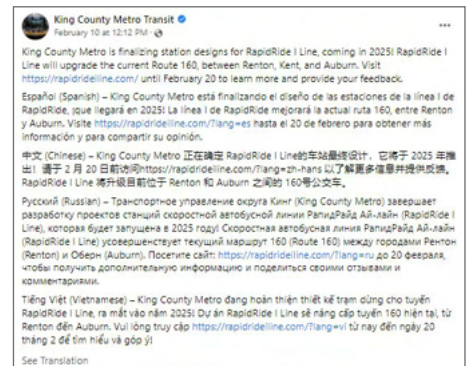 King County Metro Transit
February 10 at 12:12 PM ·
King County Metro is finalizing station designs for RapidRide I Line, coming in 2025! RapidRide I
Line will upgrade the current Route 160, between Renton, Kent, and Auburn. Visit
https://rapidrideiline.com/ until February 20 to learn more and provide your feedback.
Español (Spanish) – King County Metro está finalizando el diseño de las estaciones de la línea I de
RapidRide, ¡que llegará en 2025! La línea I de RapidRide mejorará la actual ruta 160, entre Renton
y Auburn. Visite https://rapidrideiline.com/?lang=es hasta el 20 de febrero para obtener más
información y para compartir su opinión.
中文 (Chinese) – King County Metro 正在确定 RapidRide I Line的车站最终设计，它将于 2025 年推
出！请于 2 月 20 日前访问https://rapidrideiline.com/?lang=zh-hans 以了解更多信息并提供反馈。
RapidRide I Line 将升级目前位于 Renton 和 Auburn 之间的 160号公交车。
Русский (Russian) – Транспортное управление округа Кинг (King County Metro) завершает
разработку проектов станций скоростной автобусной линии РапидРайд Ай-лайн (RapidRide I
Line), которая будет запущена в 2025 году! Скоростная автобусная линия РапидРайд Ай-лайн
(RapidRide I Line) усовершенствует текущий маршрут 160 (Route 160) между городами Рентон
(Renton) и Оберн (Auburn). Посетите сайт: https://rapidrideiline.com/?lang=ru до 20 февраля,
чтобы получить дополнительную информацию и поделиться своими отзывами и
комментариями.
Tiếng Việt (Vietnamese) – King County Metro đang hoàn thiện thiết kế trạm dừng cho tuyến
RapidRide I Line, ra mắt vào năm 2025! Dự án RapidRide I Line sẽ nâng cấp tuyến 160 hiện tại, từ
Renton đến Auburn. Vui lòng truy cập https://rapidrideiline.com/?lang=vi từ nay đến ngày 20
tháng 2 để tìm hiểu và góp ý!
See Translation